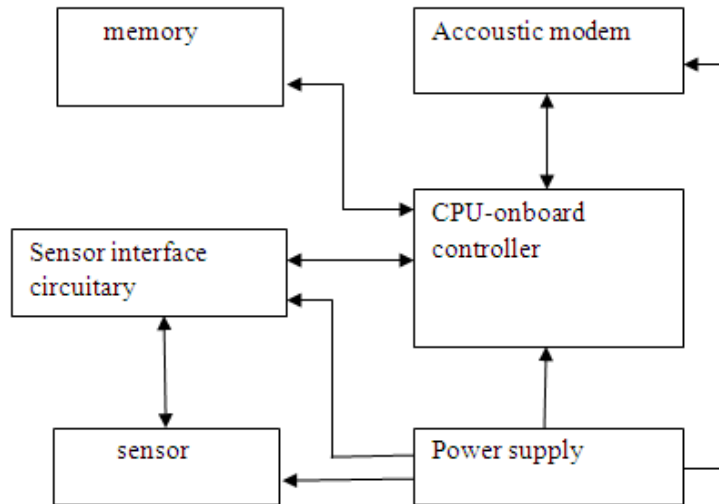 memory
Accoustic modem
CPU-onboard
controller
Sensor interface
circuitary
sensor
Power supply